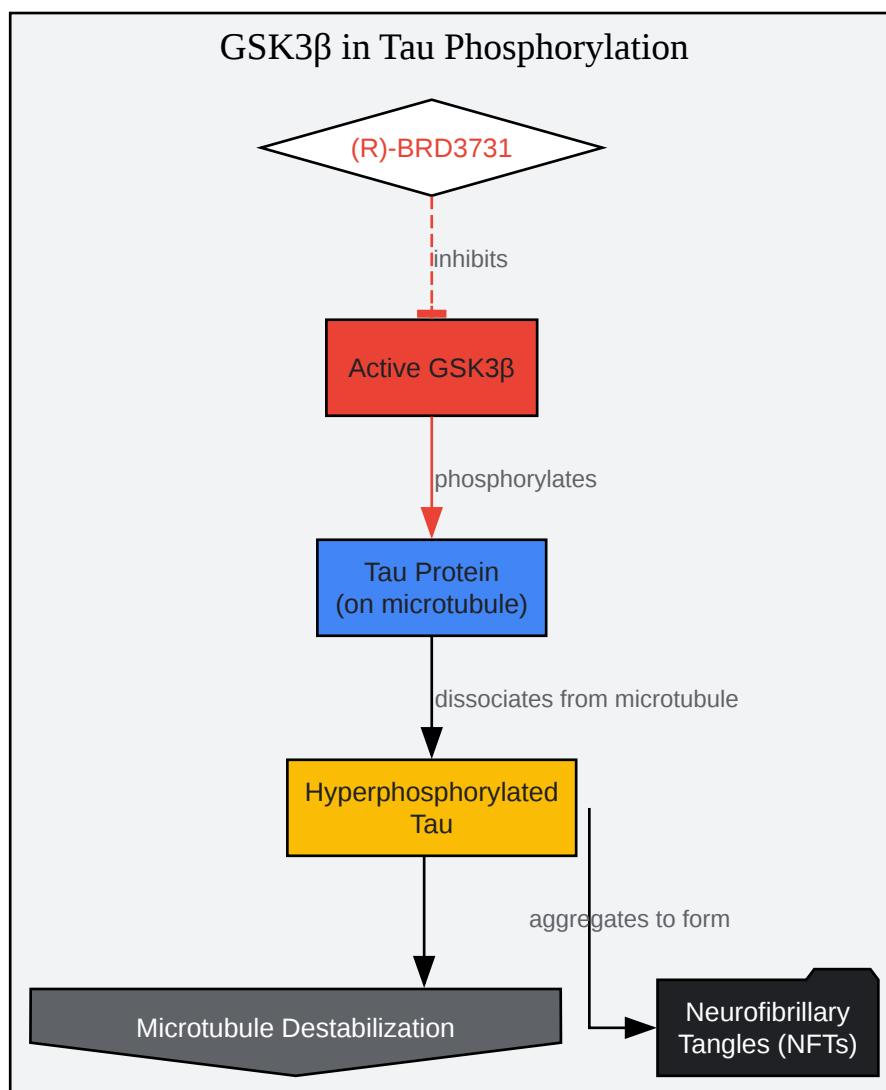 GSK3β in Tau Phosphorylation
(R)-BRD3731
inhibits
Active GSK3β
phosphorylates
Tau Protein
(on microtubule)
dissociates from microtubule
Hyperphosphorylated
Tau
aggregates to form
Microtubule Destabilization
Neurofibrillary
Tangles (NFTs)